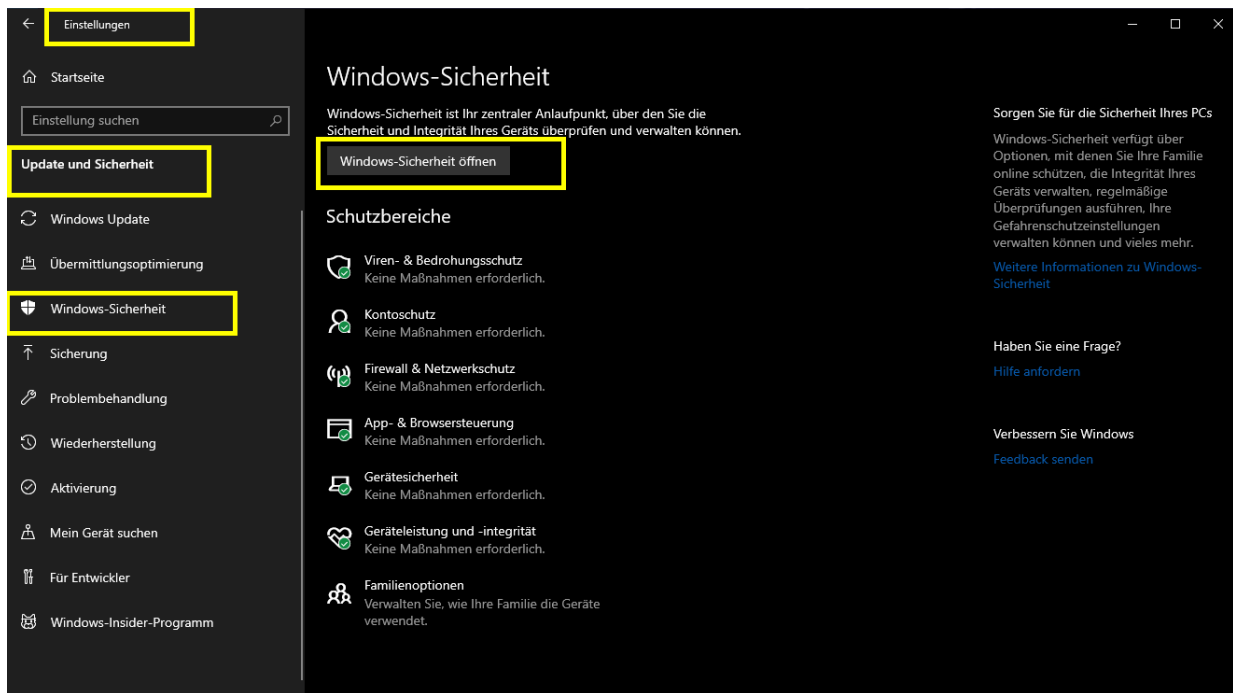 Einstellungen
Startseite
Einstellung suchen
Update und Sicherheit
Windows Update
Übermittlungsoptimierung
Windows-Sicherheit
Sicherung
Problembehandlung
Wiederherstellung
Aktivierung
Mein Gerät suchen
Für Entwickler
Windows-Insider-Programm
Windows-Sicherheit
Windows-Sicherheit ist Ihr zentraler Anlaufpunkt, über den Sie die
Sicherheit und Integrität Ihres Geräts überprüfen und verwalten können.
Windows-Sicherheit öffnen
Schutzbereiche
Viren- & Bedrohungsschutz
Keine Maßnahmen erforderlich.
Kontoschutz
Keine Maßnahmen erforderlich.
Firewall & Netzwerkschutz
Keine Maßnahmen erforderlich.
App- & Browsersteuerung
Keine Maßnahmen erforderlich.
Gerätesicherheit
Keine Maßnahmen erforderlich.
Geräteleistung und -integrität
Keine Maßnahmen erforderlich.
Familienoptionen
Verwalten Sie, wie Ihre Familie die Geräte
verwendet.
Sorgen Sie für die Sicherheit Ihres PCs
Windows-Sicherheit verfügt über
Optionen, mit denen Sie Ihre Familie
online schützen, die Integrität Ihres
Geräts verwalten, regelmäßige
Überprüfungen ausführen, Ihre
Gefahrenschutzeinstellungen
verwalten können und vieles mehr.
Weitere Informationen zu Windows-
Sicherheit
Haben Sie eine Frage?
Hilfe anfordern
Verbessern Sie Windows
Feedback senden